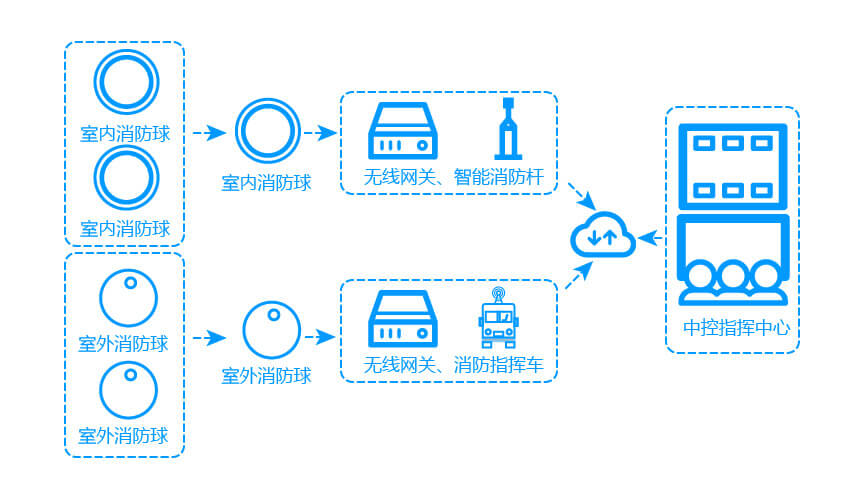 室内消防球
室内消防球
室内消防球
无线网关、智能消防杆
室外消防球
室外消防球
室外消防球
无线网关、消防指挥车
中控指挥中心